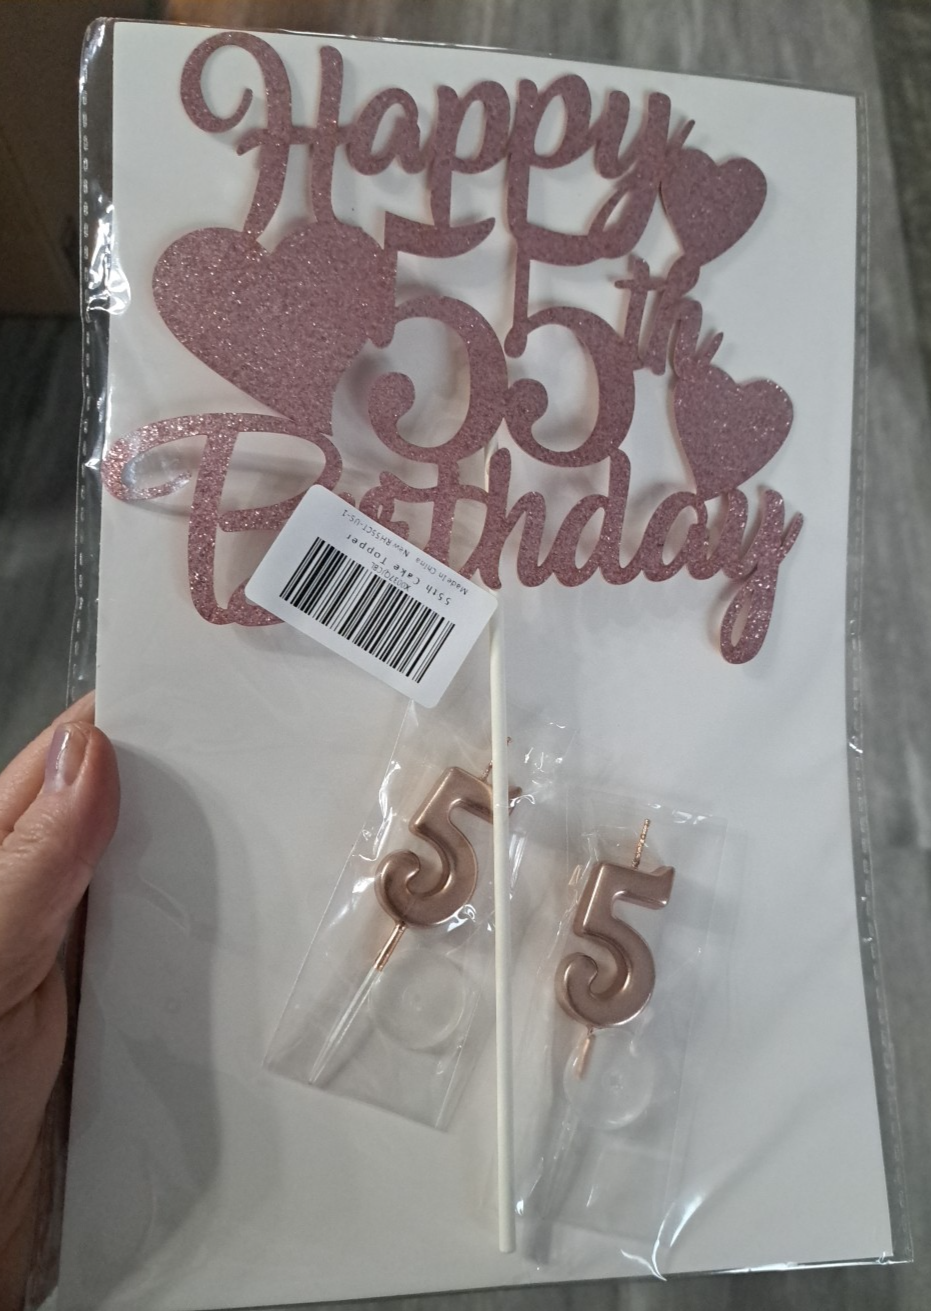 Happy
55th
Birthday
55th Cake Topper
Made In China
5
5